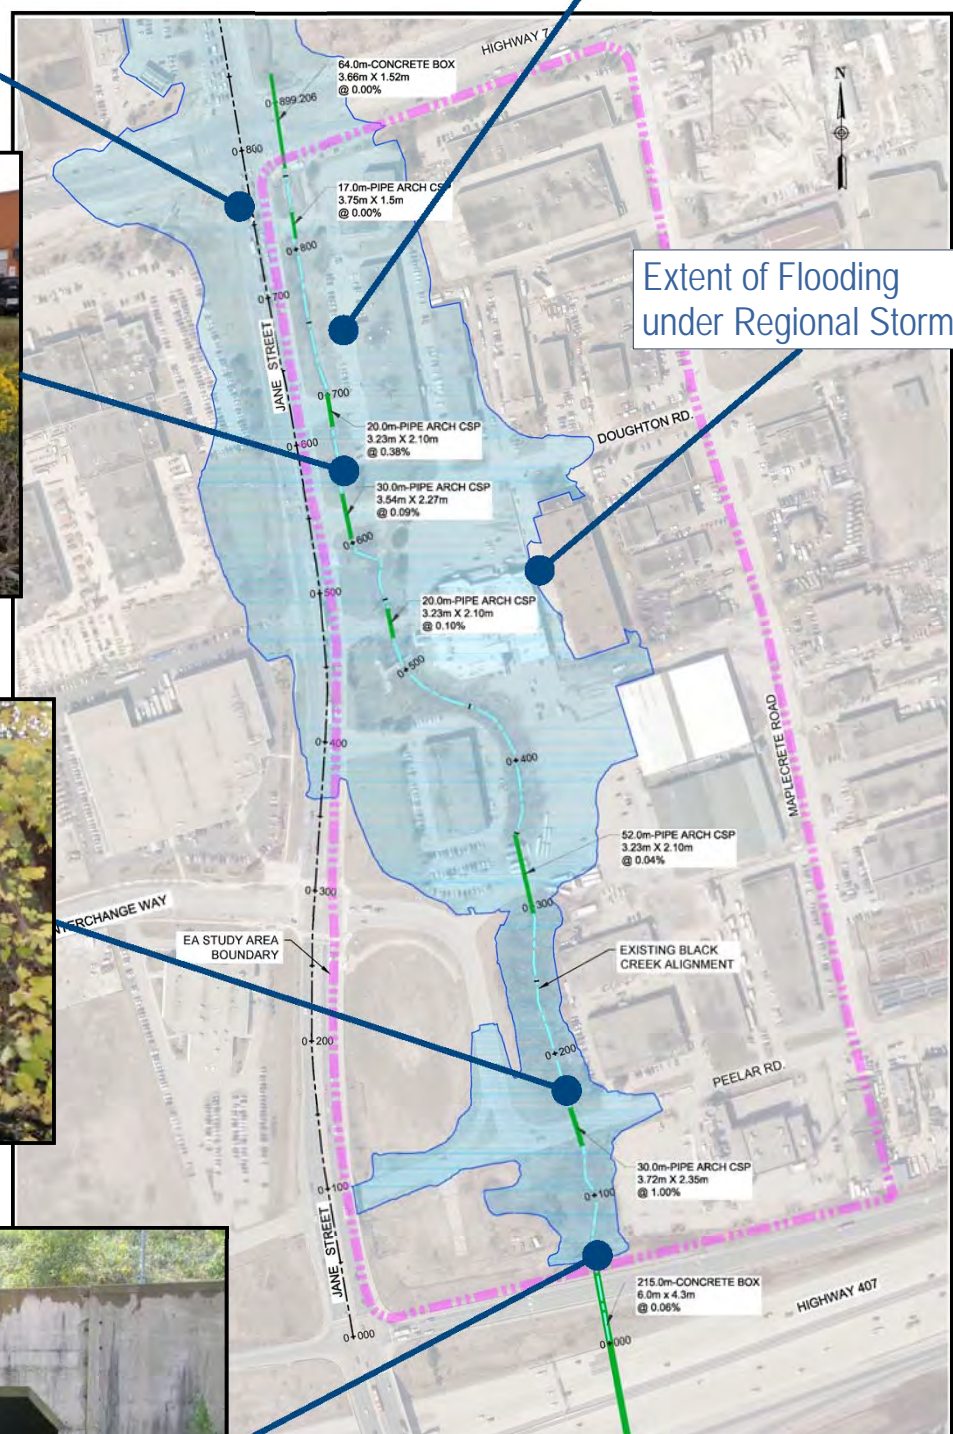 HIGHWAY 7
64.0m-CONCRETE BOX
3.66m X 1.52m
@ 0.00%
N
0+899.206
0+800
17.0m-PIPE ARCH CSP
3.75m X 1.5m
@ 0.00%
0+800
Extent of Flooding
under Regional Storm
0+700
JANE STREET
0+700
20.0m-PIPE ARCH CSP
3.23m X 2.10m
@ 0.38%
DOUGHTON RD.
0+600
30.0m-PIPE ARCH CSP
3.54m X 2.27m
@ 0.09%
0+600
0+500
20.0m-PIPE ARCH CSP
3.23m X 2.10m
@ 0.10%
0+500
0+400
0+400
MAPLECRETE ROAD
52.0m-PIPE ARCH CSP
3.23m X 2.10m
@ 0.04%
0+300
0+300
NTERCHANGE WAY
EA STUDY AREA
BOUNDARY
EXISTING BLACK
CREEK ALIGNMENT
0+200
0+200
PEELAR RD.
30.0m-PIPE ARCH CSP
3.72m X 2.35m
@ 1.00%
0+100
0+100
JANE STREET
215.0m-CONCRETE BOX
6.0m x 4.3m
@ 0.06%
HIGHWAY 407
0+000
0+000